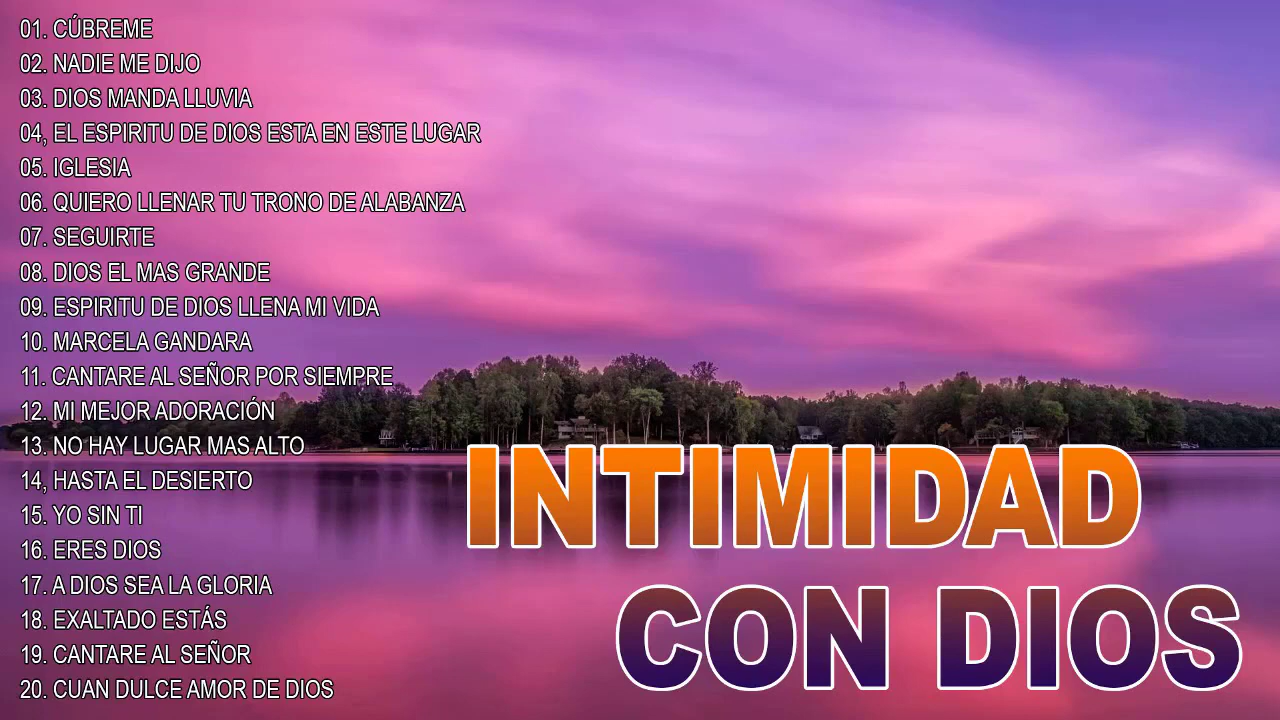 01. CÚBREME
02. NADIE ME DIJO
03. DIOS MANDA LLUVIA
04, EL ESPIRITU DE DIOS ESTA EN ESTE LUGAR
05. IGLESIA
06. QUIERO LLENAR TU TRONO DE ALABANZA
07. SEGUIRTE
08. DIOS EL MAS GRANDE
09. ESPIRITU DE DIOS LLENA MI VIDA
10. MARCELA GANDARA
11. CANTARE AL SEÑOR POR SIEMPRE
12. MI MEJOR ADORACIÓN
13. NO HAY LUGAR MAS ALTO
14, HASTA EL DESIERTO
15. YO SIN TI
16. ERES DIOS
17. A DIOS SEA LA GLORIA
18. EXALTADO ESTÁS
19. CANTARE AL SEÑOR
20. CUAN DULCE AMOR DE DIOS
INTIMIDAD
CON DIOS